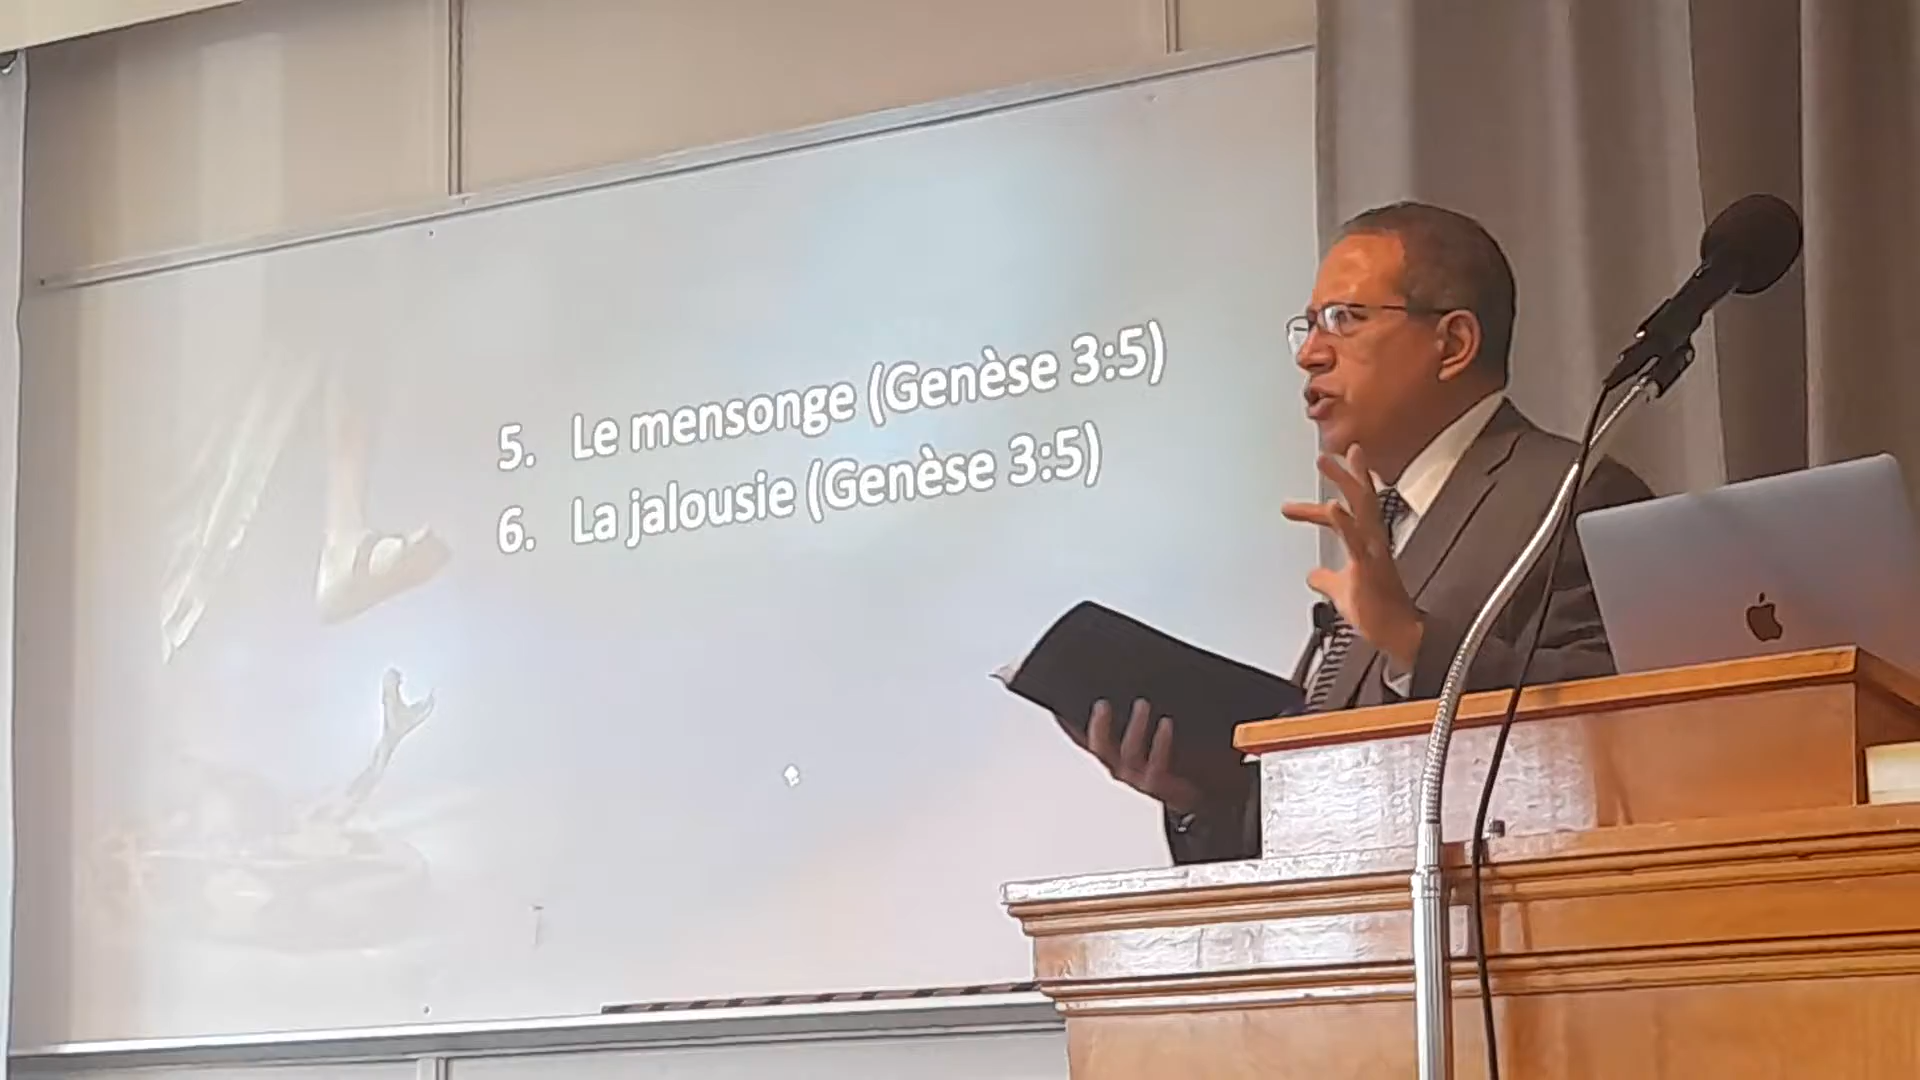 5. Le mensonge (Genèse 3:5)
6. La jalousie (Genèse 3:5)